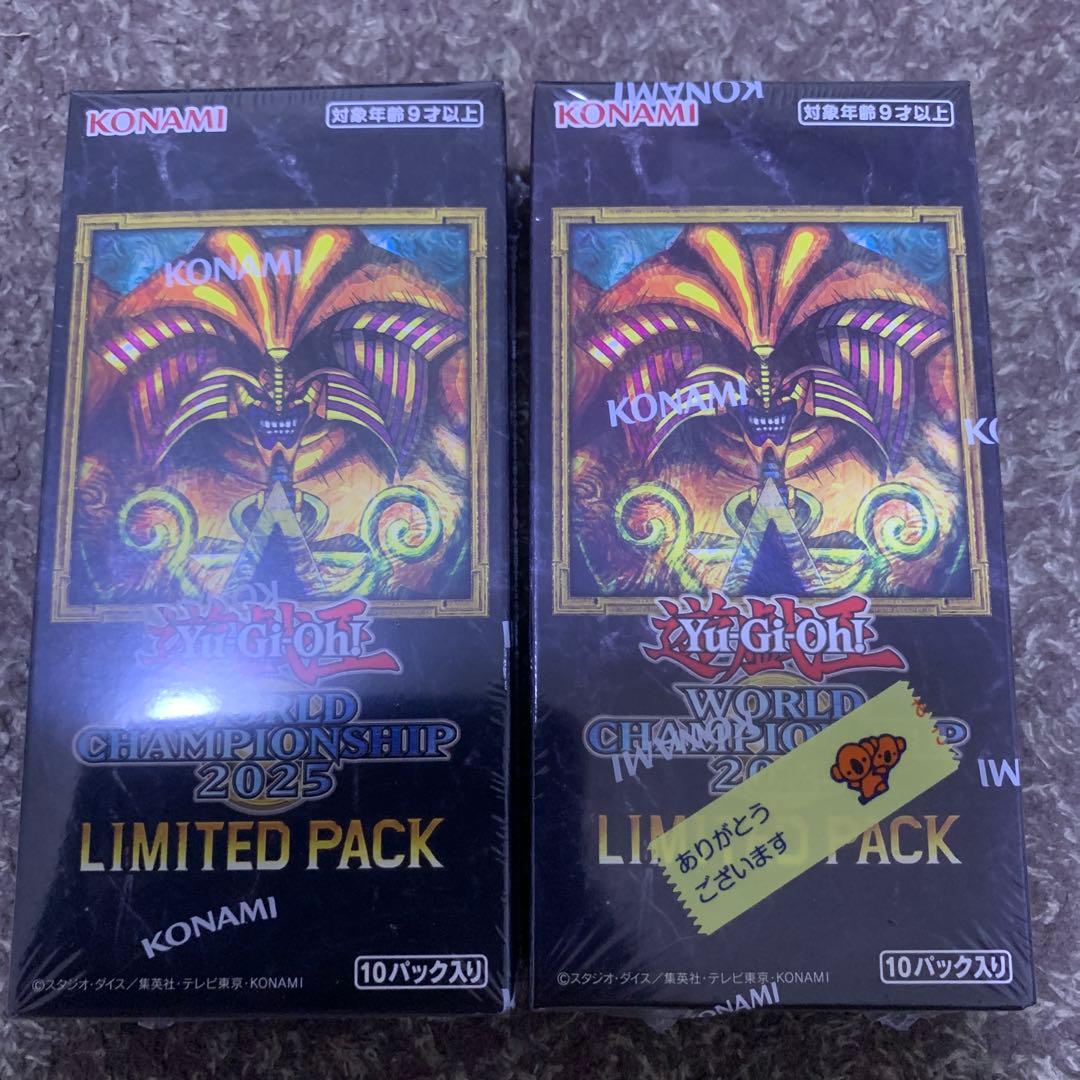 KONAMI
対象年齢9才以上
KONAMI
遊戯王
Yu-Gi-Oh!
WORLD
CHAMPIONSHIP
2025
LIMITED PACK
KONAMI
10パック入り
©スタジオ・ダイス/集英社・テレビ東京・KONAMI
KONAMI
KONAMI
対象年齢9才以上
KONAMI
遊戯王
Yu-Gi-Oh!
WORLD
CHAMPIONSHIP
KONAMI
ありがとう
ございます
LIMITED PACK
10パック入り
©スタジオ・ダイス/集英社・テレビ東京・KONAMI